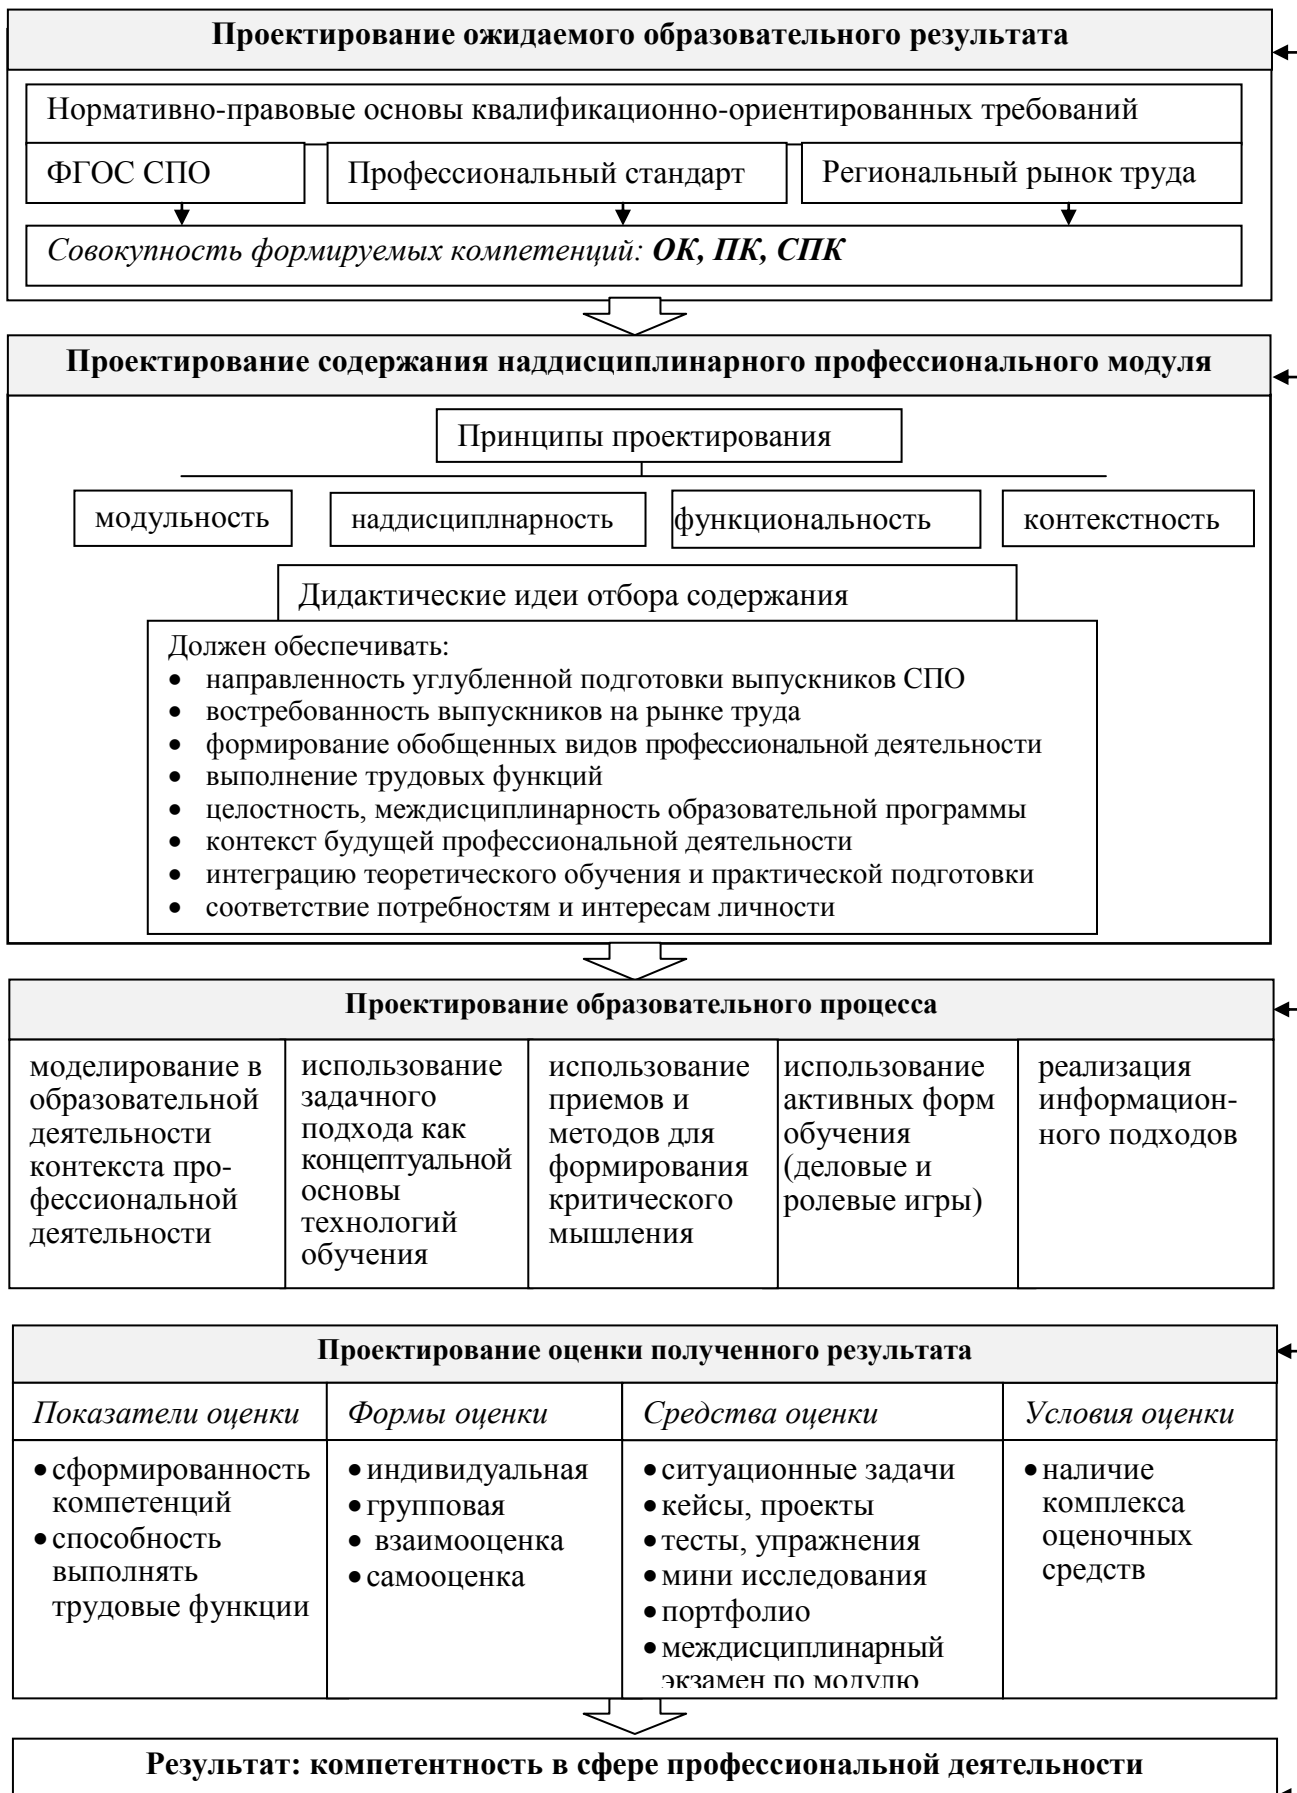 Проектирование ожидаемого образовательного результата
Нормативно-правовые основы квалификационно-ориентированных требований
ФГОС СПО
Профессиональный стандарт
Региональный рынок труда
Совокупность формируемых компетенций: ОК, ПК, СПК
Проектирование содержания наддисциплинарного профессионального модуля
Принципы проектирования
модульность
наддисциплнарность
функциональность
контекстность
Дидактические идеи отбора содержания
Должен обеспечивать:
• направленность углубленной подготовки выпускников СПО
• востребованность выпускников на рынке труда
• формирование обобщенных видов профессиональной деятельности
• выполнение трудовых функций
• целостность, междисциплинарность образовательной программы
• контекст будущей профессиональной деятельности
• интеграцию теоретического обучения и практической подготовки
• соответствие потребностям и интересам личности
Проектирование образовательного процесса
моделирование в
образовательной
деятельности
контекста про-
фессиональной
деятельности
использование
задачного
подхода как
концептуальной
основы
технологий
обучения
использование
приемов и
методов для
формирования
критического
мышления
использование
активных форм
обучения
(деловые и
ролевые игры)
реализация
информацион-
ного подходов
Проектирование оценки полученного результата
Показатели оценки
Формы оценки
Средства оценки
Условия оценки
• сформированность
компетенций
• способность
выполнять
трудовые функции
• индивидуальная
• групповая
• взаимооценка
• самооценка
• ситуационные задачи
• кейсы, проекты
• тесты, упражнения
• мини исследования
• портфолио
• междисциплинарный
экзамен по модулю
• наличие
комплекса
оценочных
средств
Результат: компетентность в сфере профессиональной деятельности